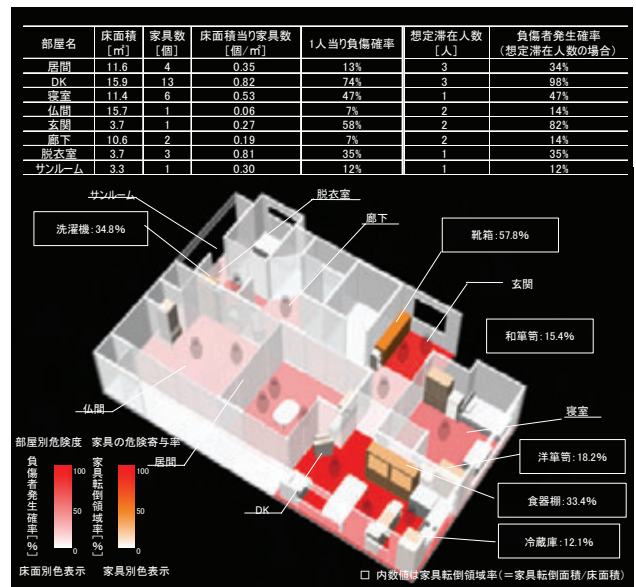 部屋名 床面積[㎡] 家具数[個] 床面積当り家具数[個/㎡] 1人当り負傷確率 想定滞在人数[人] 負傷者発生確率(想定滞在人数の場合)
居間 11.6 4 0.35 13% 3 34%
DK 15.9 13 0.82 74% 3 98%
寝室 11.4 6 0.53 47% 1 47%
仏間 15.7 1 0.06 7% 2 14%
玄関 3.7 1 0.27 58% 2 82%
廊下 10.6 2 0.19 7% 2 14%
脱衣室 3.7 3 0.81 35% 1 35%
サンルーム 3.3 1 0.30 12% 1 12%
サンルーム
脱衣室
洗濯機:34.8%
廊下
靴箱:57.8%
玄関
和箪笥:15.4%
仏間
寝室
部屋別危険度 家具の危険寄与率
居間
洋箪笥:18.2%
負傷者発生確率[%] 100 50 0
家具転倒領域率[%] 100 50 0
食器棚:33.4%
DK
冷蔵庫:12.1%
床面別色表示 家具別色表示
□ 内数値は家具転倒領域率(=家具転倒面積/床面積)